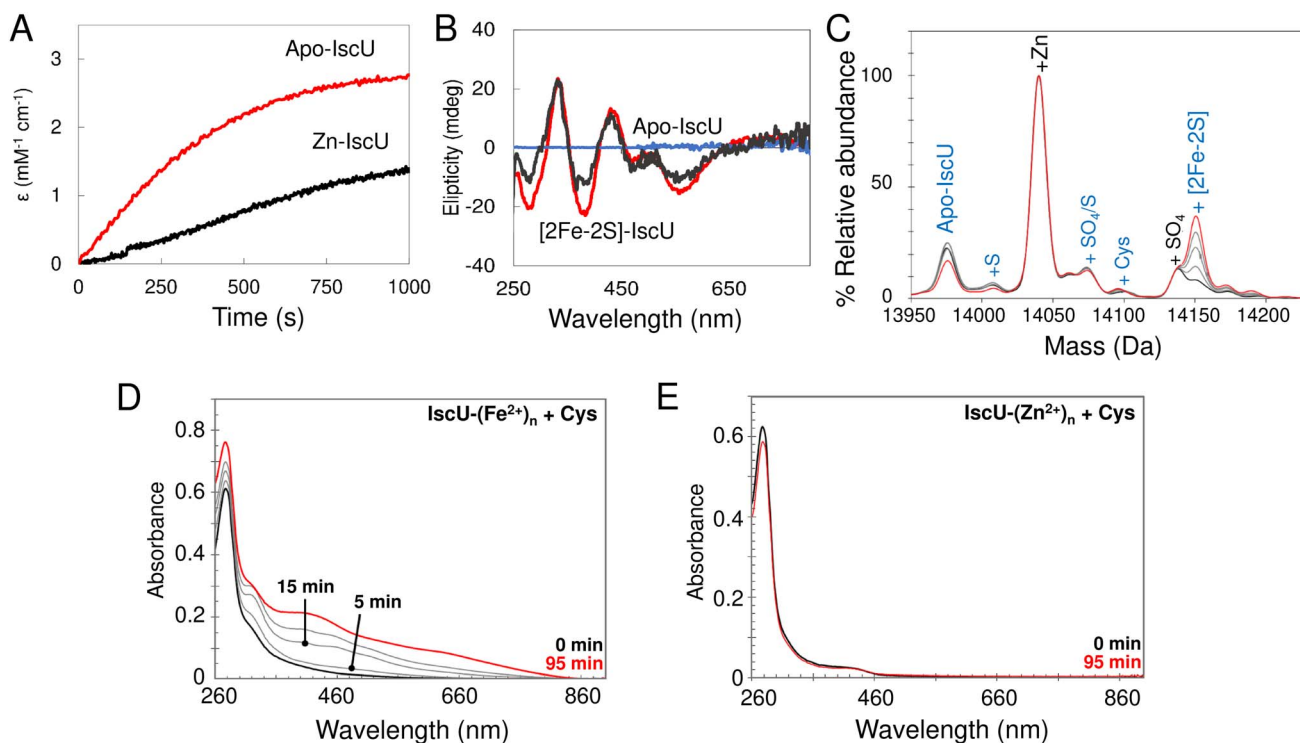 A
ε (mM⁻¹ cm⁻¹)
3
2
1
0
Apo-IscU
Zn-IscU
0 250 500 750 1000
Time (s)
B
Elipticity (mdeg)
40
20
0
-20
-40
Apo-IscU
[2Fe-2S]-IscU
250 450 650
Wavelength (nm)
C
% Relative abundance
100
50
0
Apo-IscU
+S
+Zn
+ SO₄/S
+ Cys
+ SO₄
+ [2Fe-2S]
13950 14000 14050 14100 14150 14200
Mass (Da)
D
Absorbance
0.8
0.6
0.4
0.2
0
IscU-(Fe²⁺)ₙ + Cys
15 min
5 min
0 min
95 min
260 460 660 860
Wavelength (nm)
E
Absorbance
0.6
0.4
0.2
0
IscU-(Zn²⁺)ₙ + Cys
0 min
95 min
260 460 660 860
Wavelength (nm)